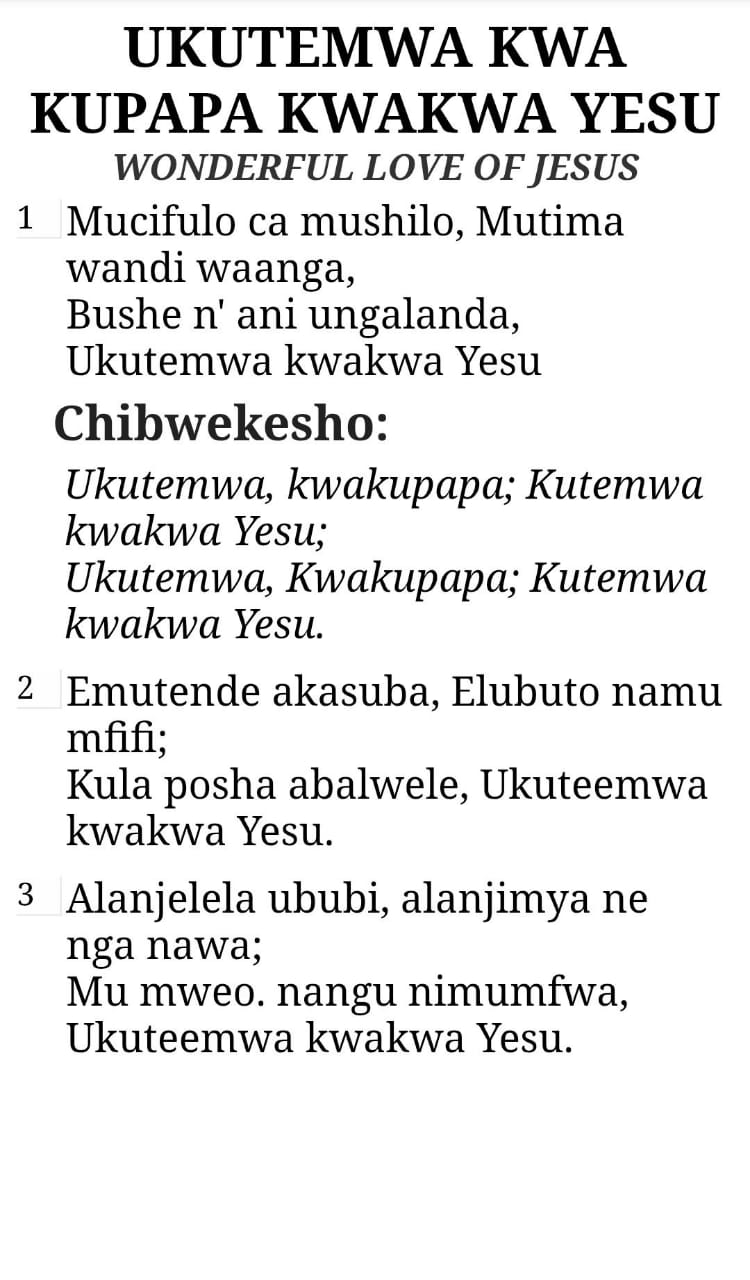 UKUTEMWA KWA
KUPAPA KWAKWA YESU
WONDERFUL LOVE OF JESUS
1 Mucifulo ca mushilo, Mutima
wandi waanga,
Bushe n' ani ungalanda,
Ukutemwa kwakwa Yesu
Chibwekesho:
Ukutemwa, kwakupapa; Kutemwa
kwakwa Yesu;
Ukutemwa, Kwakupapa; Kutemwa
kwakwa Yesu.
2 Emutende akasuba, Elubuto namu
mfifi;
Kula posha abalwele, Ukuteemwa
kwakwa Yesu.
3 Alanjelela ububi, alanjimya ne
nga nawa;
Mu mweo. nangu nimumfwa,
Ukuteemwa kwakwa Yesu.